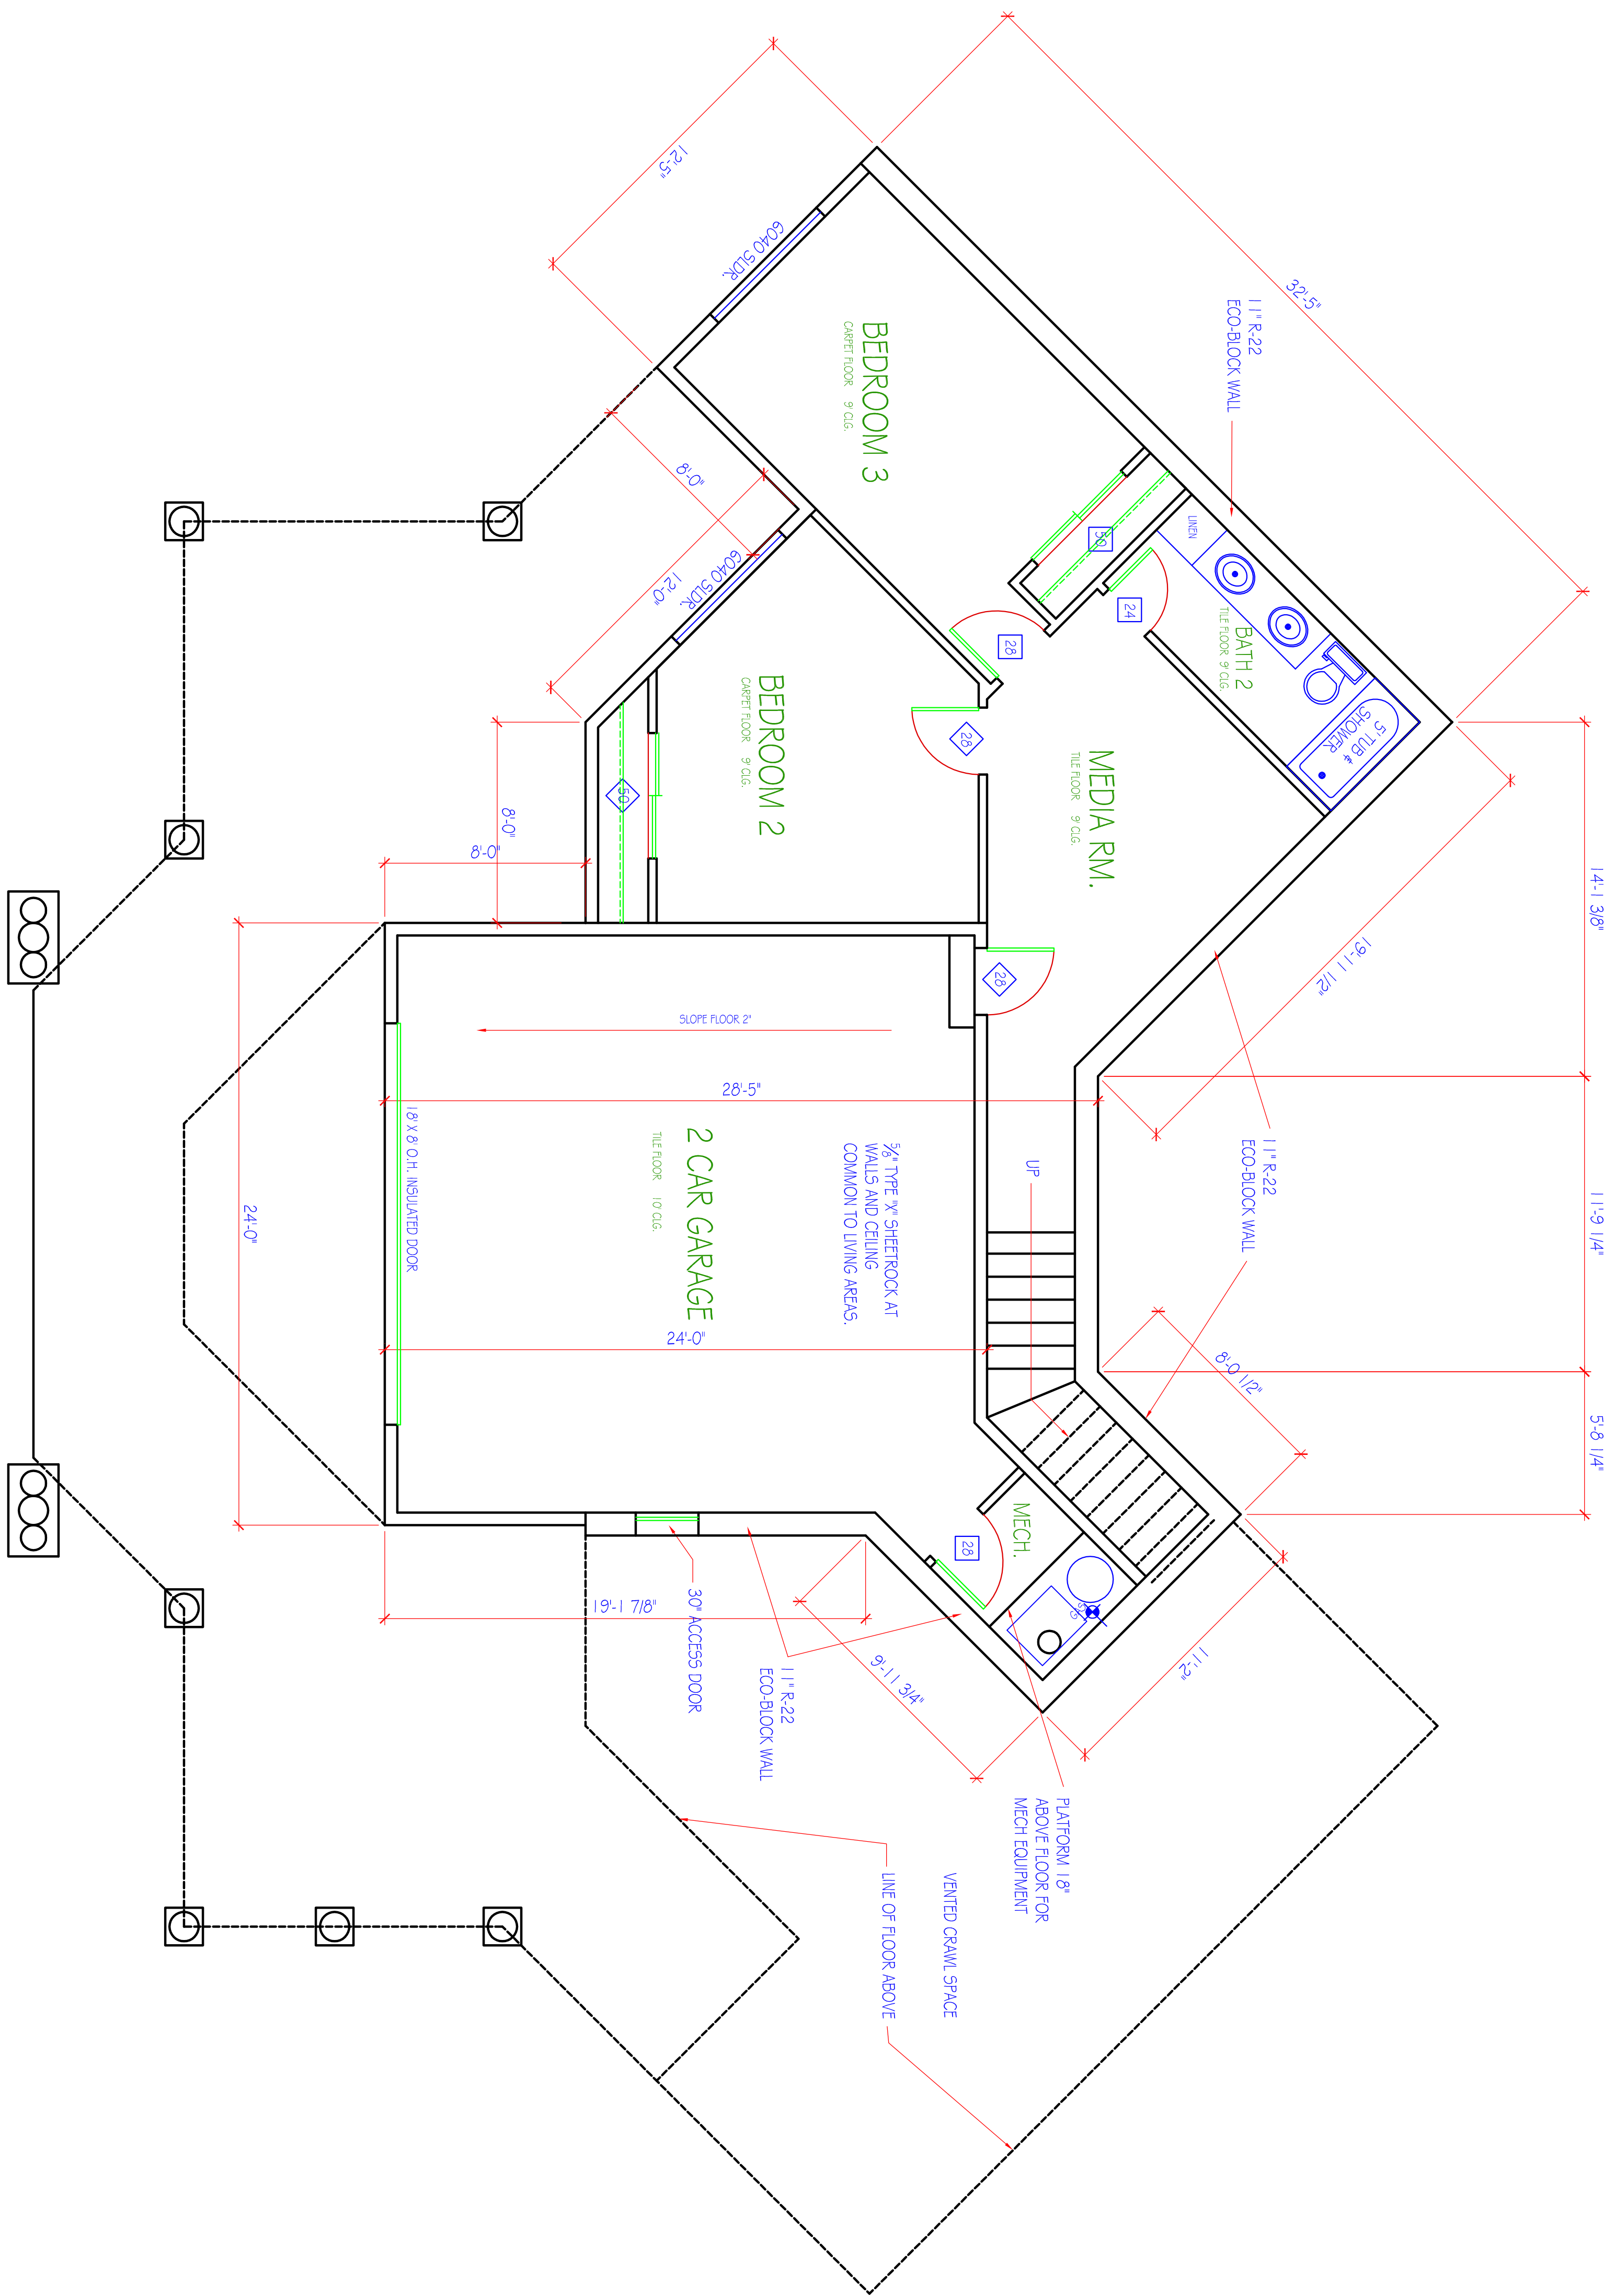 14'-1 3/8"
11'-9 1/4"
5'-8 1/4"
32'-5"
19'-11 1/2"
8'-0 1/2"
11'-2"
11" R-22
ECO-BLOCK WALL
11" R-22
ECO-BLOCK WALL
LINEN
BATH 2
TILE FLOOR 9' CLG.
5' TUB &
SHOWER
24
50
28
MEDIA RM.
TILE FLOOR 9' CLG.
28
28
UP
MECH.
28
PLATFORM 18"
ABOVE FLOOR FOR
MECH EQUIPMENT
VENTED CRAWL SPACE
LINE OF FLOOR ABOVE
BEDROOM 3
CARPET FLOOR 9' CLG.
5/8" TYPE "X" SHEETROCK AT
WALLS AND CEILING
COMMON TO LIVING AREAS.
9'-11 3/4"
BEDROOM 2
CARPET FLOOR 9' CLG.
28'-5"
SLOPE FLOOR 2"
2 CAR GARAGE
TILE FLOOR 10' CLG.
24'-0"
11" R-22
ECO-BLOCK WALL
30" ACCESS DOOR
19'-1 7/8"
6040 SLDR.
12'-5"
8'-0"
6040 SLDR.
12'-0"
50
8'-0"
8'-0"
18' X 8' O.H. INSULATED DOOR
24'-0"